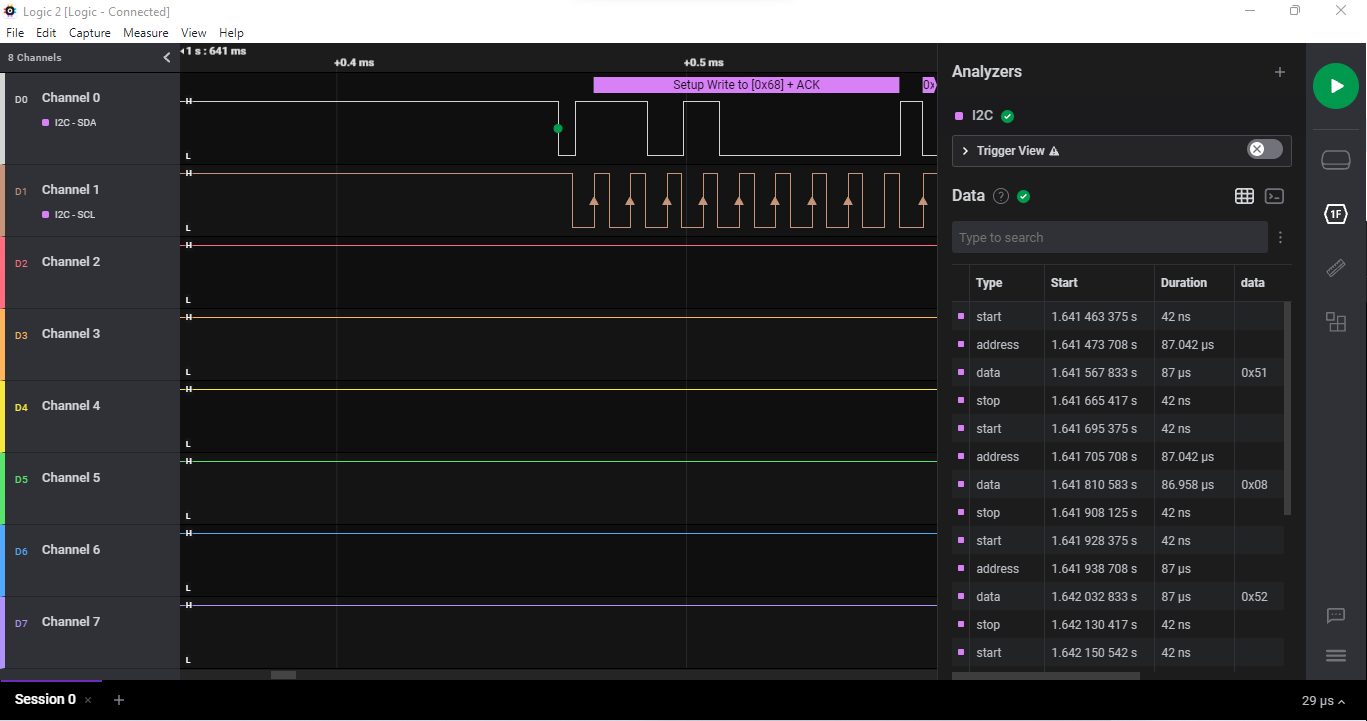 Logic 2 [Logic - Connected]
File Edit Capture Measure View Help
8 Channels
1 s : 641 ms
+0.4 ms
+0.5 ms
Setup Write to [0x68] + ACK
0x
D0 Channel 0
I2C - SDA
H
L
D1 Channel 1
I2C - SCL
H
L
D2 Channel 2
H
L
D3 Channel 3
H
L
D4 Channel 4
H
L
D5 Channel 5
H
L
D6 Channel 6
H
L
D7 Channel 7
H
L
Analyzers
I2C
Trigger View
Data
Type to search
Type Start Duration data
start 1.641 463 375 s 42 ns
address 1.641 473 708 s 87.042 μs
data 1.641 567 833 s 87 μs 0x51
stop 1.641 665 417 s 42 ns
start 1.641 695 375 s 42 ns
address 1.641 705 708 s 87.042 μs
data 1.641 810 583 s 86.958 μs 0x08
stop 1.641 908 125 s 42 ns
start 1.641 928 375 s 42 ns
address 1.641 938 708 s 87 μs
data 1.642 032 833 s 87 μs 0x52
stop 1.642 130 417 s 42 ns
start 1.642 150 542 s 42 ns
1F
Session 0
29 μs